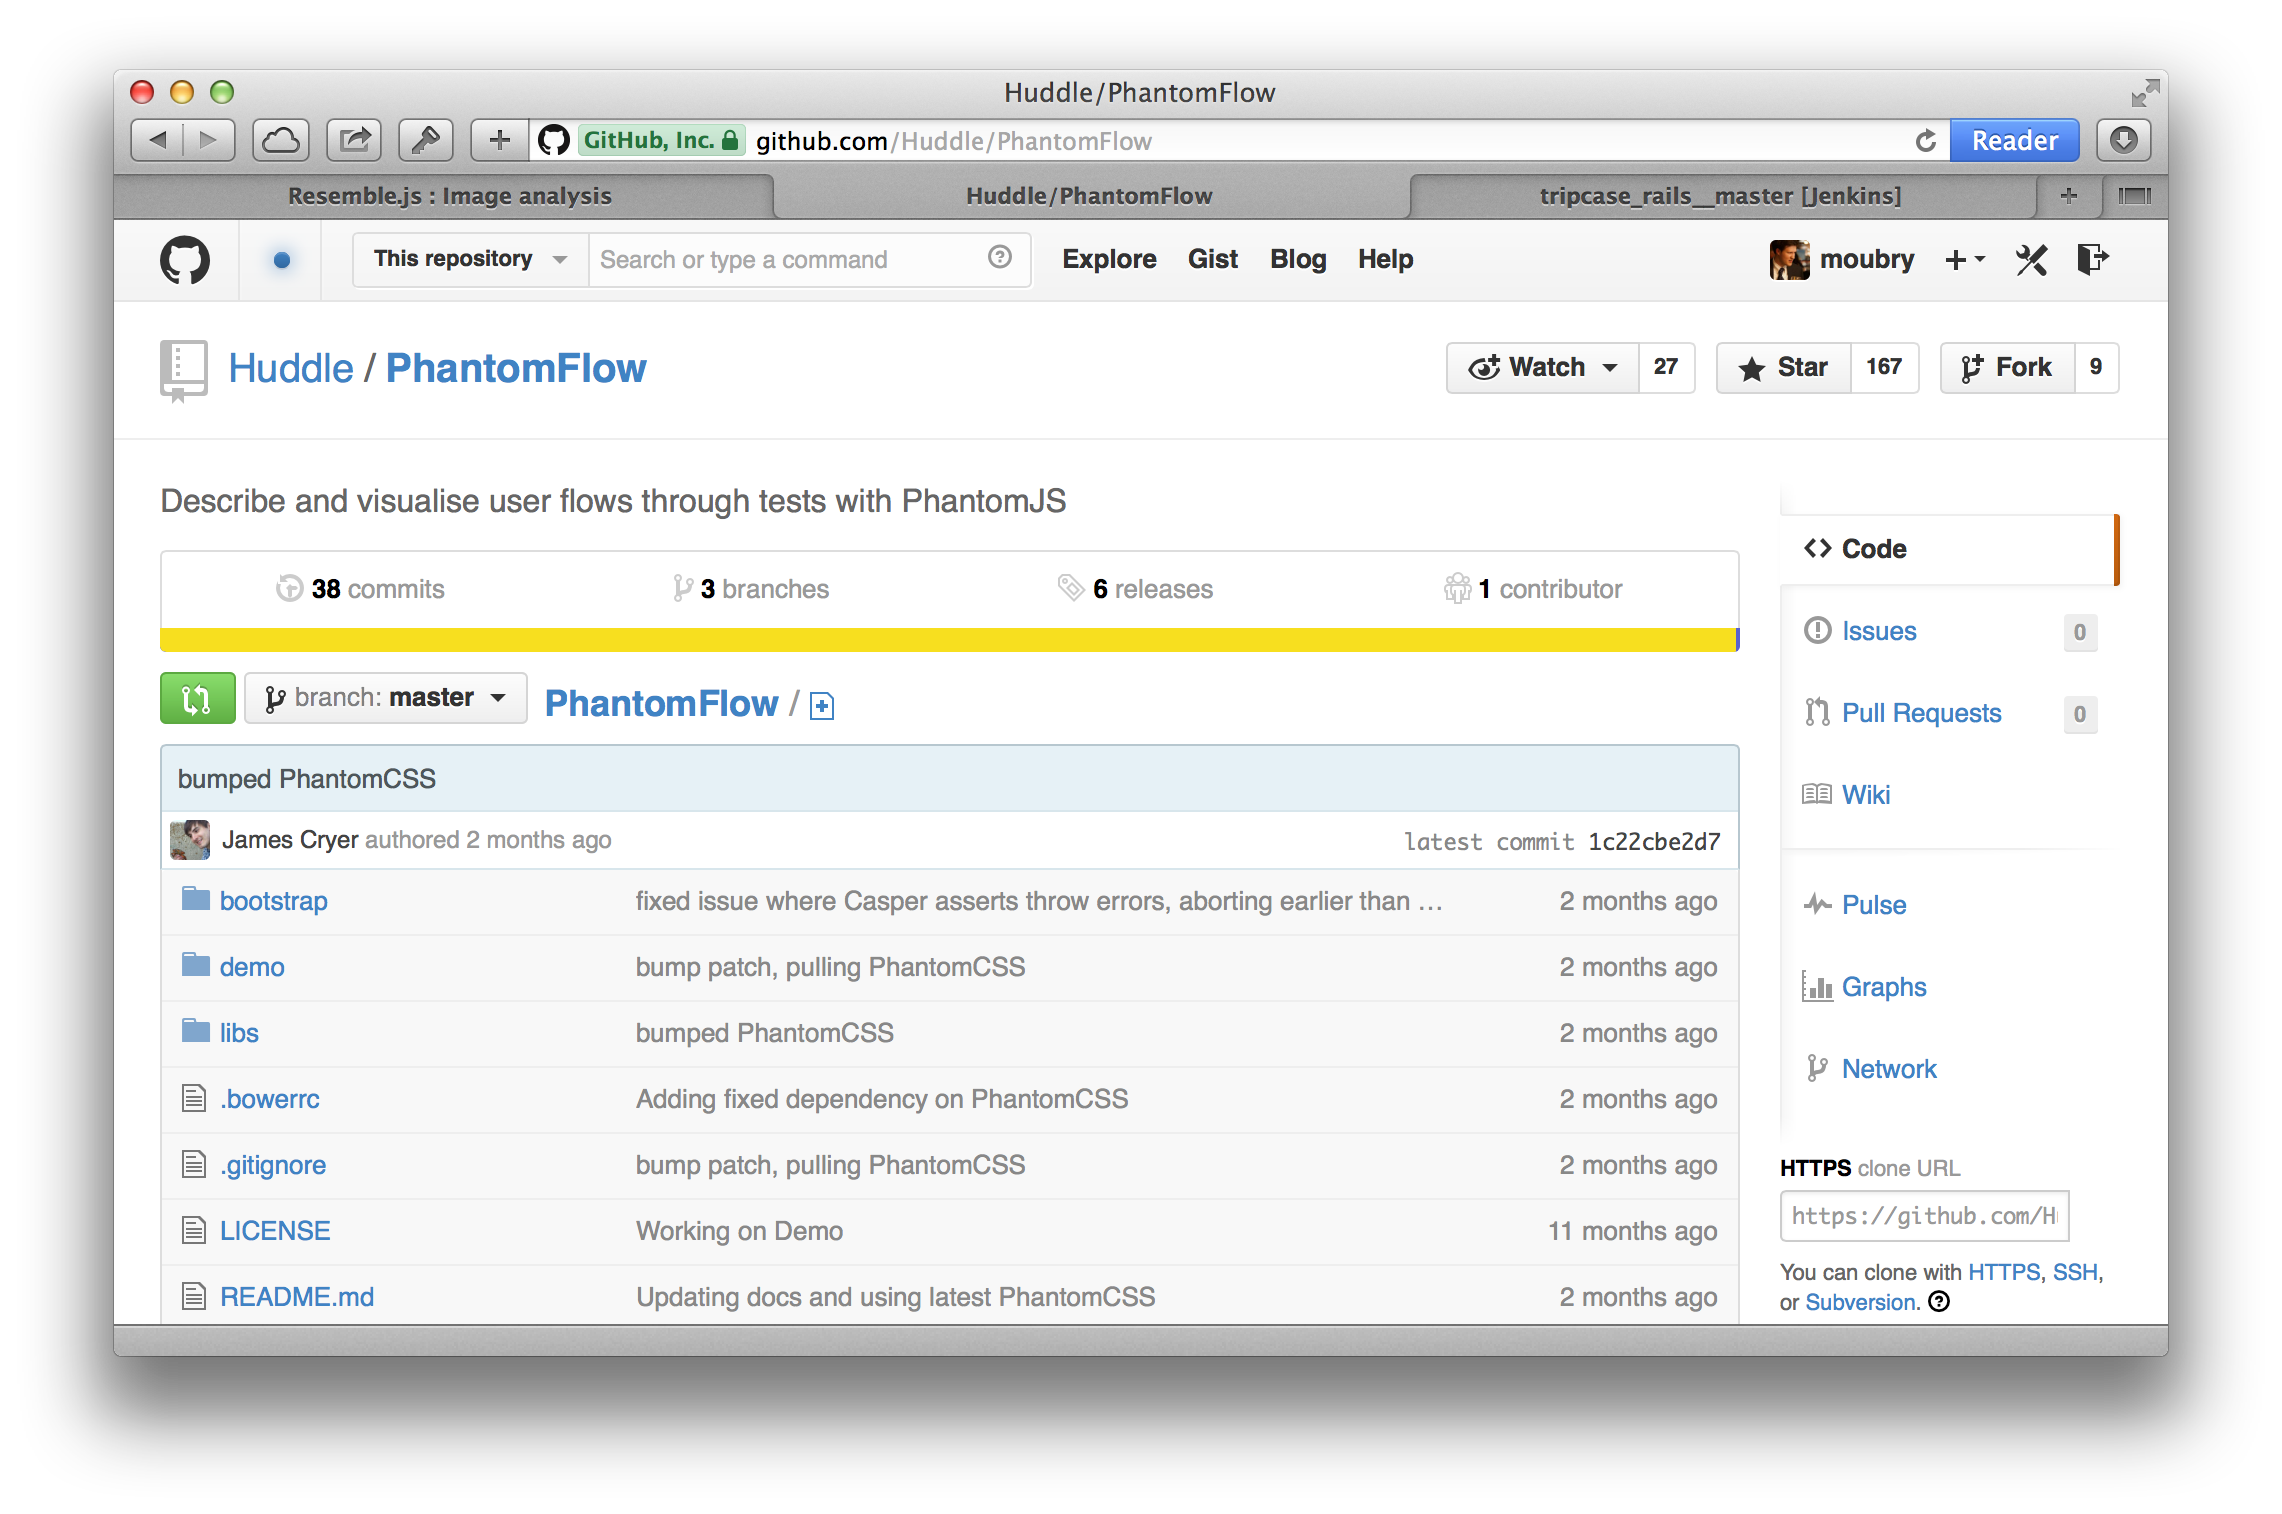 Huddle/PhantomFlow
GitHub, Inc. github.com/Huddle/PhantomFlow Reader
Resemble.js : Image analysis Huddle/PhantomFlow tripcase_rails__master [Jenkins]
This repository Search or type a command Explore Gist Blog Help moubry
Huddle / PhantomFlow Watch 27 Star 167 Fork 9
Describe and visualise user flows through tests with PhantomJS
38 commits 3 branches 6 releases 1 contributor
branch: master PhantomFlow /
bumped PhantomCSS
James Cryer authored 2 months ago latest commit 1c22cbe2d7
bootstrap fixed issue where Casper asserts throw errors, aborting earlier than … 2 months ago
demo bump patch, pulling PhantomCSS 2 months ago
libs bumped PhantomCSS 2 months ago
.bowerrc Adding fixed dependency on PhantomCSS 2 months ago
.gitignore bump patch, pulling PhantomCSS 2 months ago
LICENSE Working on Demo 11 months ago
README.md Updating docs and using latest PhantomCSS 2 months ago
Code
Issues 0
Pull Requests 0
Wiki
Pulse
Graphs
Network
HTTPS clone URL
https://github.com/H
You can clone with HTTPS, SSH,
or Subversion.